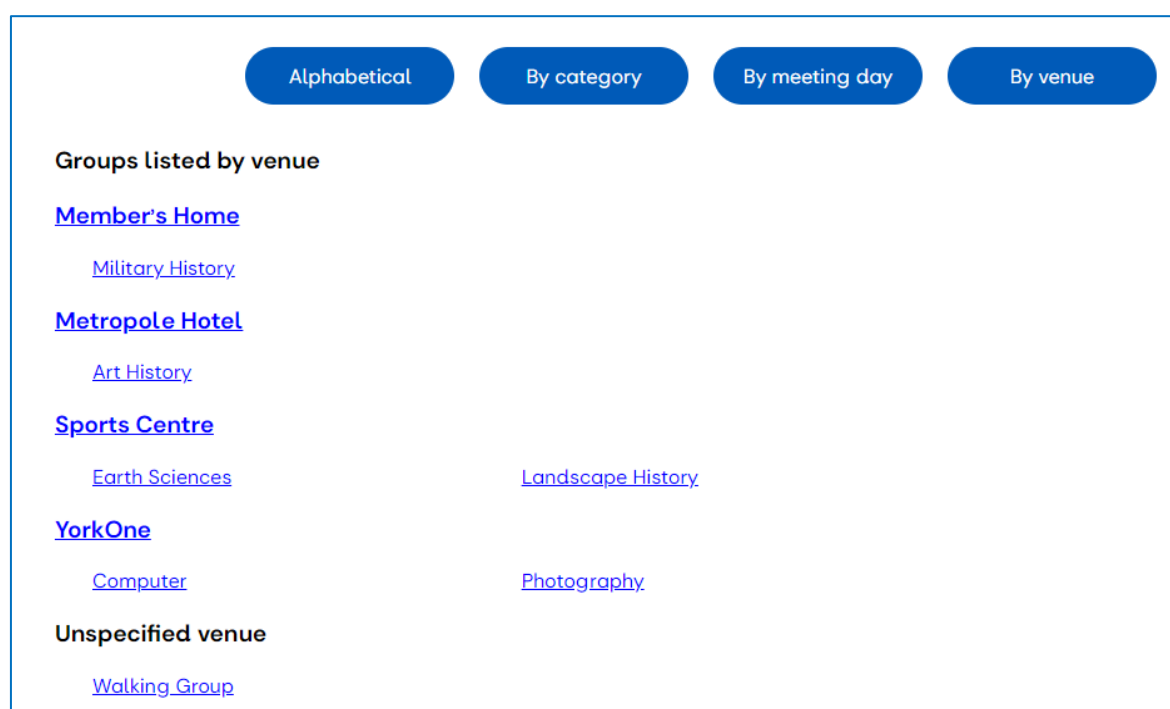 Alphabetical By category By meeting day By venue
Groups listed by venue
Member's Home
Military History
Metropole Hotel
Art History
Sports Centre
Earth Sciences Landscape History
YorkOne
Computer Photography
Unspecified venue
Walking Group